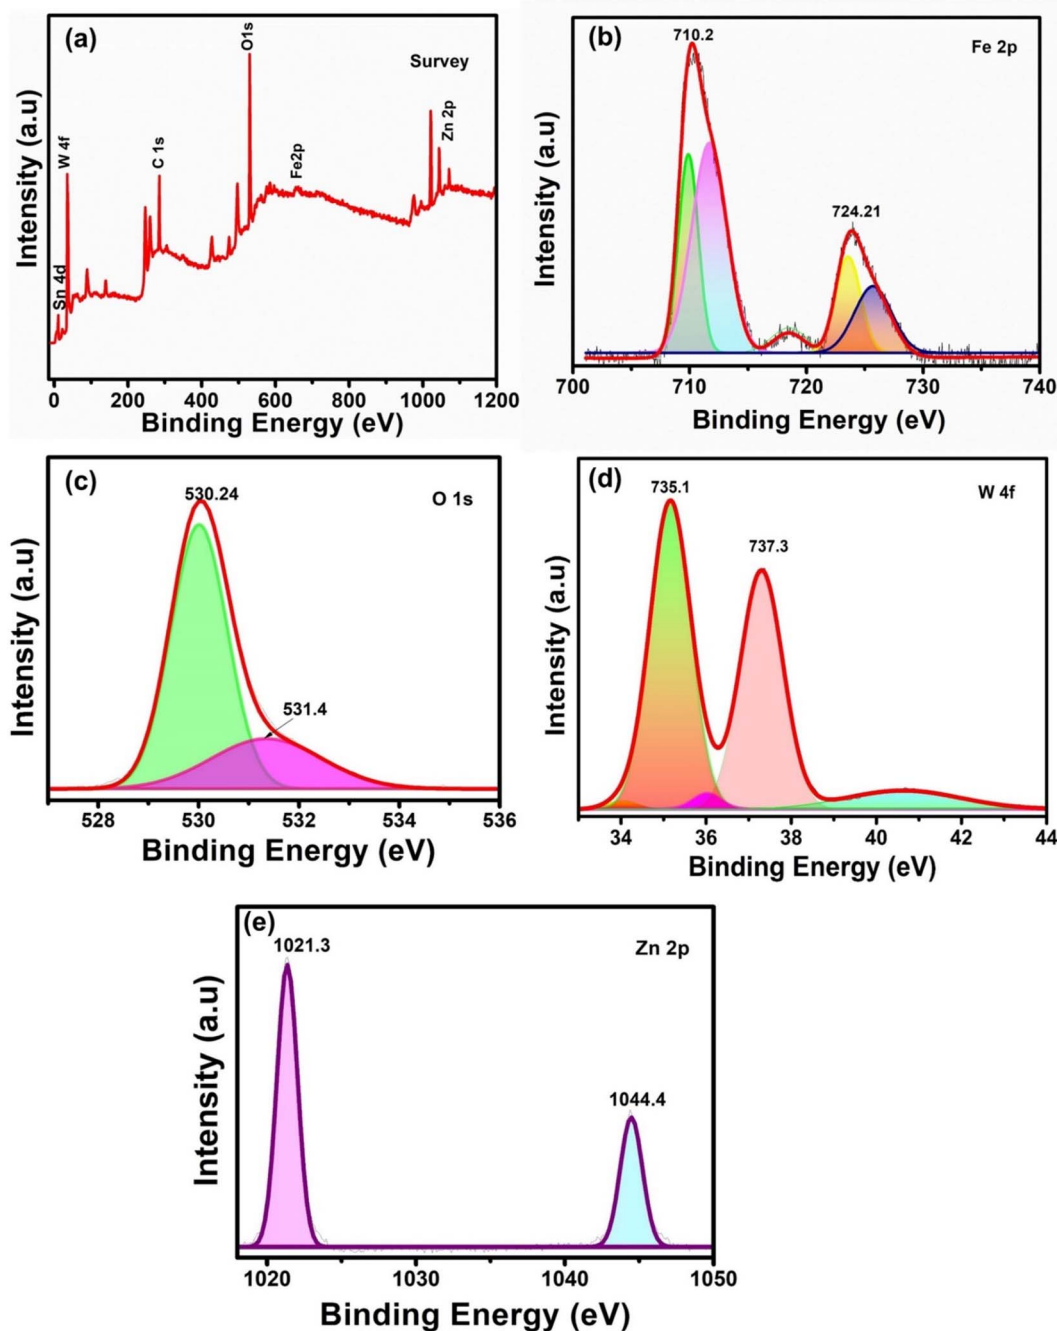 (a)
Survey
Sn 4d
W 4f
C 1s
O1s
Fe2p
Zn 2p
Intensity (a.u)
0 200 400 600 800 1000 1200
Binding Energy (eV)
(b)
Fe 2p
710.2
724.21
Intensity (a.u)
700 710 720 730 740
Binding Energy (eV)
(c)
O 1s
530.24
531.4
Intensity (a.u)
528 530 532 534 536
Binding Energy (eV)
(d)
W 4f
735.1
737.3
Intensity (a.u)
34 36 38 40 42 44
Binding Energy (eV)
(e)
Zn 2p
1021.3
1044.4
Intensity (a.u)
1020 1030 1040 1050
Binding Energy (eV)